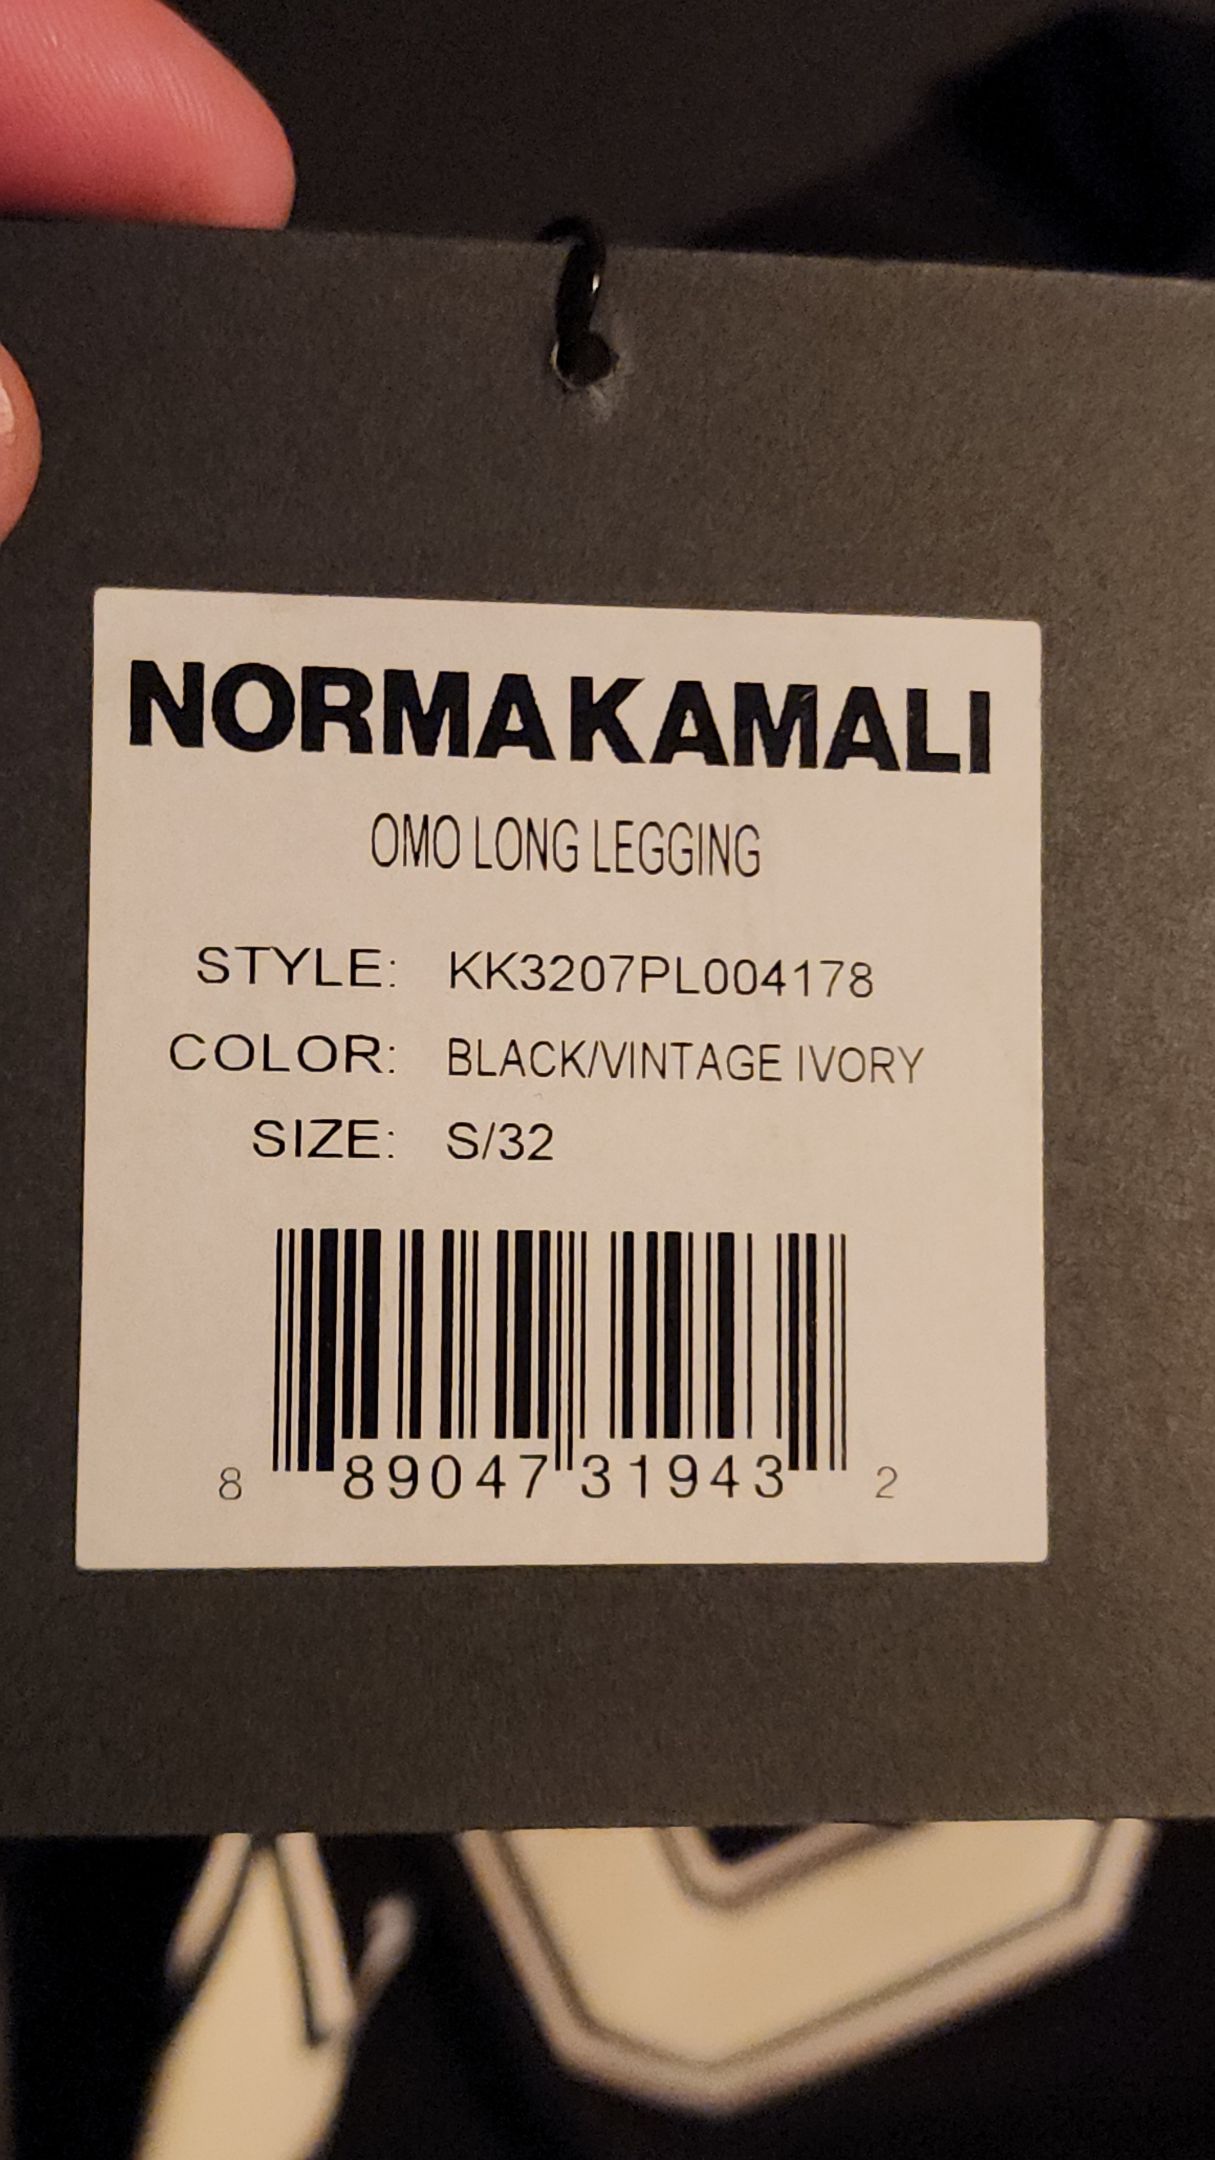 NORMA KAMALI
OMO LONG LEGGING
STYLE: KK3207PL004178
COLOR: BLACK/VINTAGE IVORY
SIZE: S/32
8 89047 31943 2